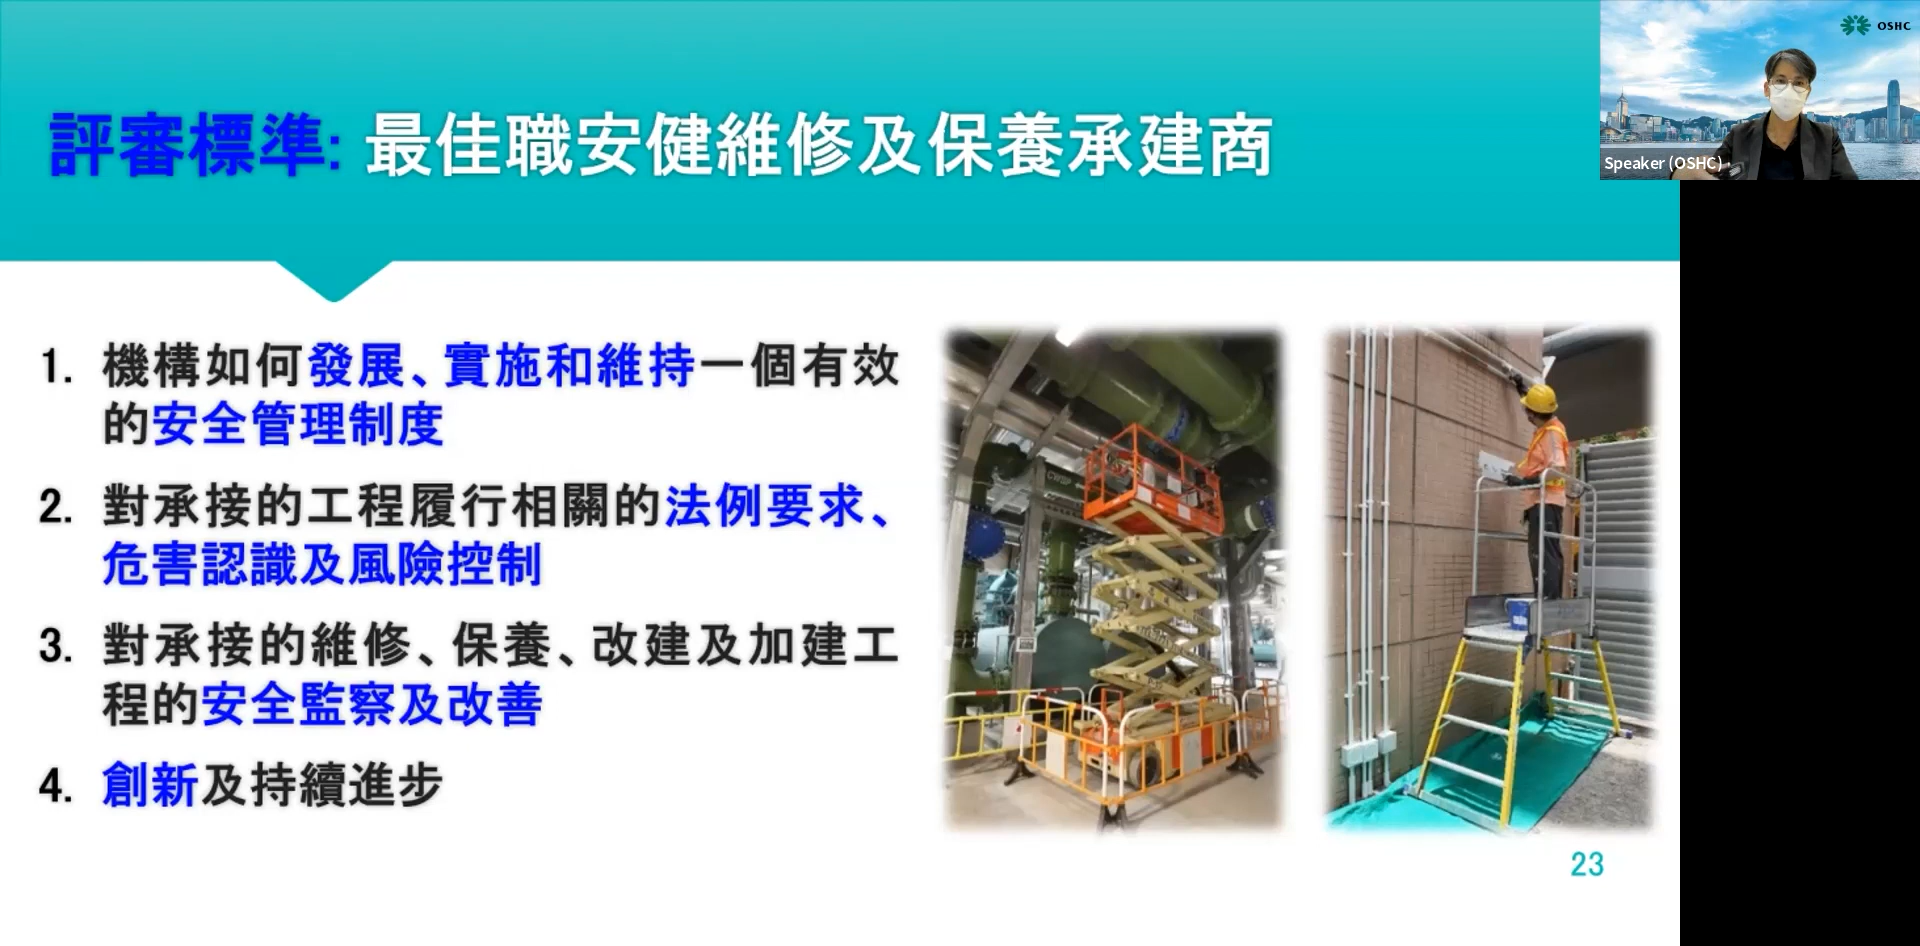 評審標準: 最佳職安健維修及保養承建商
OSHC
Speaker (OSHC)
1. 機構如何發展、實施和維持一個有效
的安全管理制度
2. 對承接的工程履行相關的法例要求、
危害認識及風險控制
3. 對承接的維修、保養、改建及加建工
程的安全監察及改善
4. 創新及持續進步
23